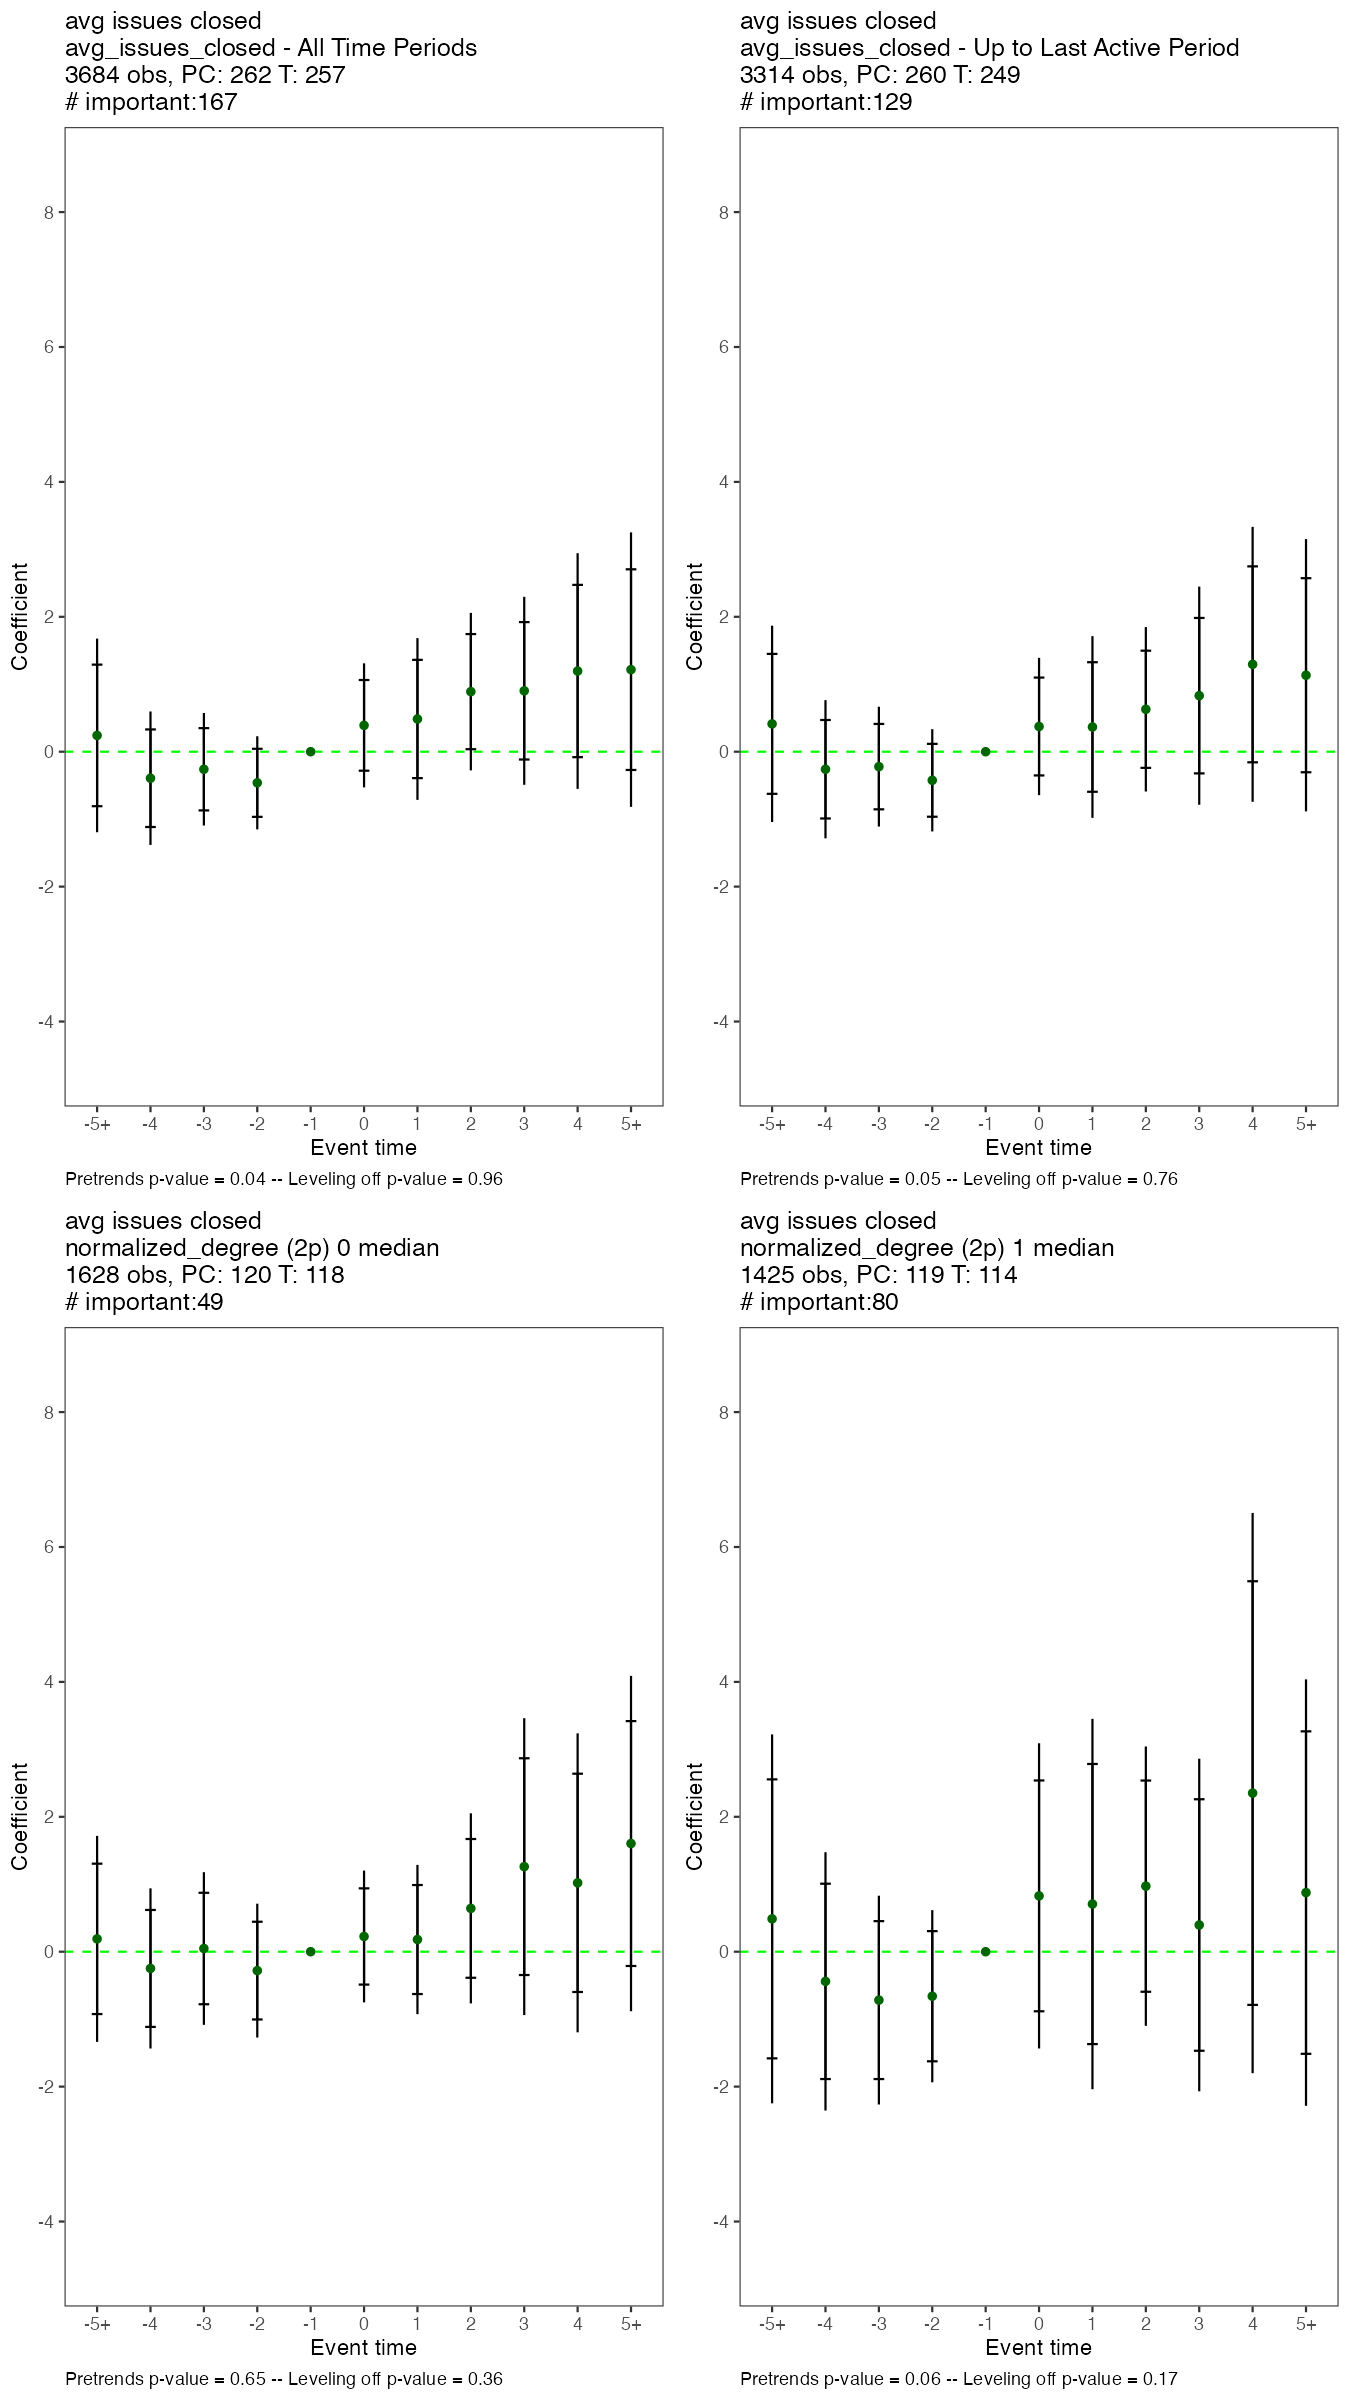 avg issues closed
avg_issues_closed - All Time Periods
3684 obs, PC: 262 T: 257
# important:167
8
6
4
2
0
-2
-4
Coefficient
-5+ -4 -3 -2 -1 0 1 2 3 4 5+
Event time
Pretrends p-value = 0.04 -- Leveling off p-value = 0.96
avg issues closed
avg_issues_closed - Up to Last Active Period
3314 obs, PC: 260 T: 249
# important:129
8
6
4
2
0
-2
-4
Coefficient
-5+ -4 -3 -2 -1 0 1 2 3 4 5+
Event time
Pretrends p-value = 0.05 -- Leveling off p-value = 0.76
avg issues closed
normalized_degree (2p) 0 median
1628 obs, PC: 120 T: 118
# important:49
8
6
4
2
0
-2
-4
Coefficient
-5+ -4 -3 -2 -1 0 1 2 3 4 5+
Event time
Pretrends p-value = 0.65 -- Leveling off p-value = 0.36
avg issues closed
normalized_degree (2p) 1 median
1425 obs, PC: 119 T: 114
# important:80
8
6
4
2
0
-2
-4
Coefficient
-5+ -4 -3 -2 -1 0 1 2 3 4 5+
Event time
Pretrends p-value = 0.06 -- Leveling off p-value = 0.17